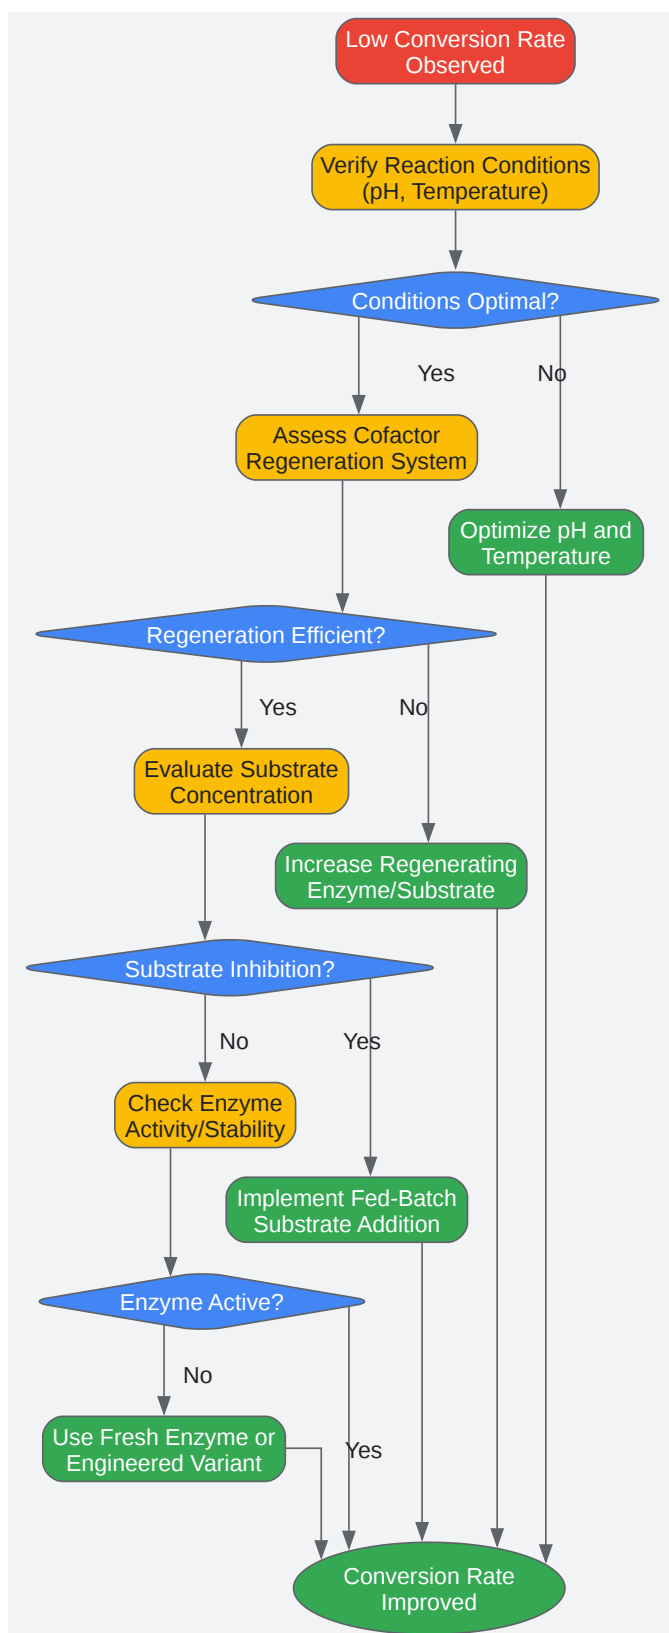 Low Conversion Rate
Observed
Verify Reaction Conditions
(pH, Temperature)
Conditions Optimal?
Yes
No
Assess Cofactor
Regeneration System
Optimize pH and
Temperature
Regeneration Efficient?
Yes
No
Evaluate Substrate
Concentration
Increase Regenerating
Enzyme/Substrate
Substrate Inhibition?
No
Yes
Check Enzyme
Activity/Stability
Implement Fed-Batch
Substrate Addition
Enzyme Active?
No
Use Fresh Enzyme or
Engineered Variant
Yes
Conversion Rate
Improved